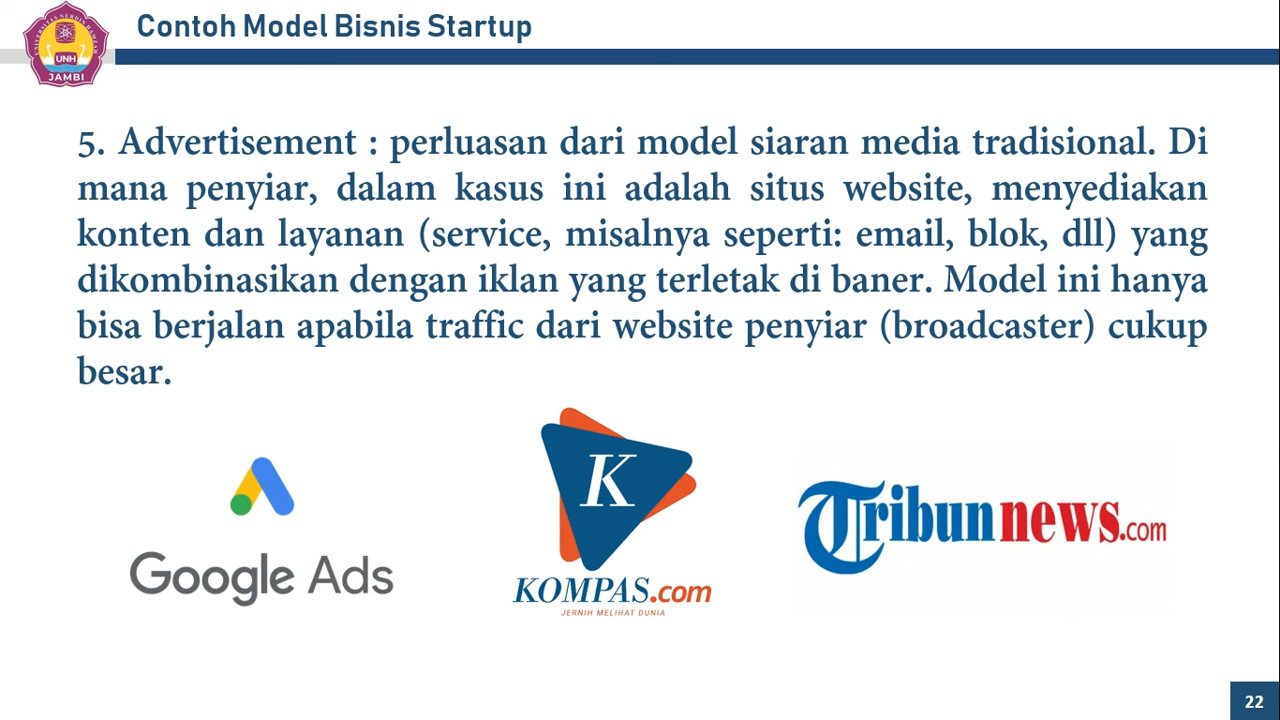 Contoh Model Bisnis Startup
UNIVERSITAS NURDIN HAMZAH
UNH
JAMBI
5. Advertisement : perluasan dari model siaran media tradisional. Di
mana penyiar, dalam kasus ini adalah situs website, menyediakan
konten dan layanan (service, misalnya seperti: email, blok, dll) yang
dikombinasikan dengan iklan yang terletak di baner. Model ini hanya
bisa berjalan apabila traffic dari website penyiar (broadcaster) cukup
besar.
Google Ads
K
KOMPAS.com
JERNIH MELIHAT DUNIA
Tribunnews.com
22